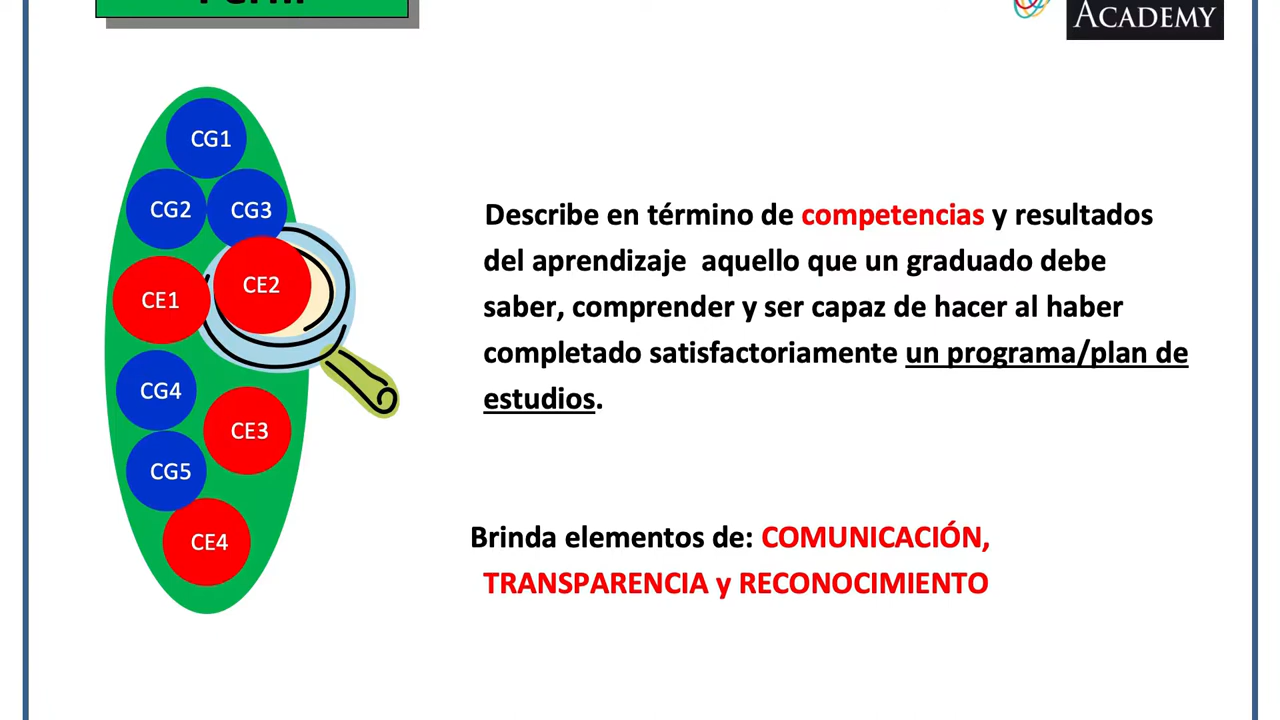 ACADEMY
CG1
CG2
CG3
CE2
CE1
CG4
CE3
CG5
CE4
Describe en término de competencias y resultados
del aprendizaje aquello que un graduado debe
saber, comprender y ser capaz de hacer al haber
completado satisfactoriamente un programa/plan de
estudios.
Brinda elementos de: COMUNICACIÓN,
TRANSPARENCIA y RECONOCIMIENTO